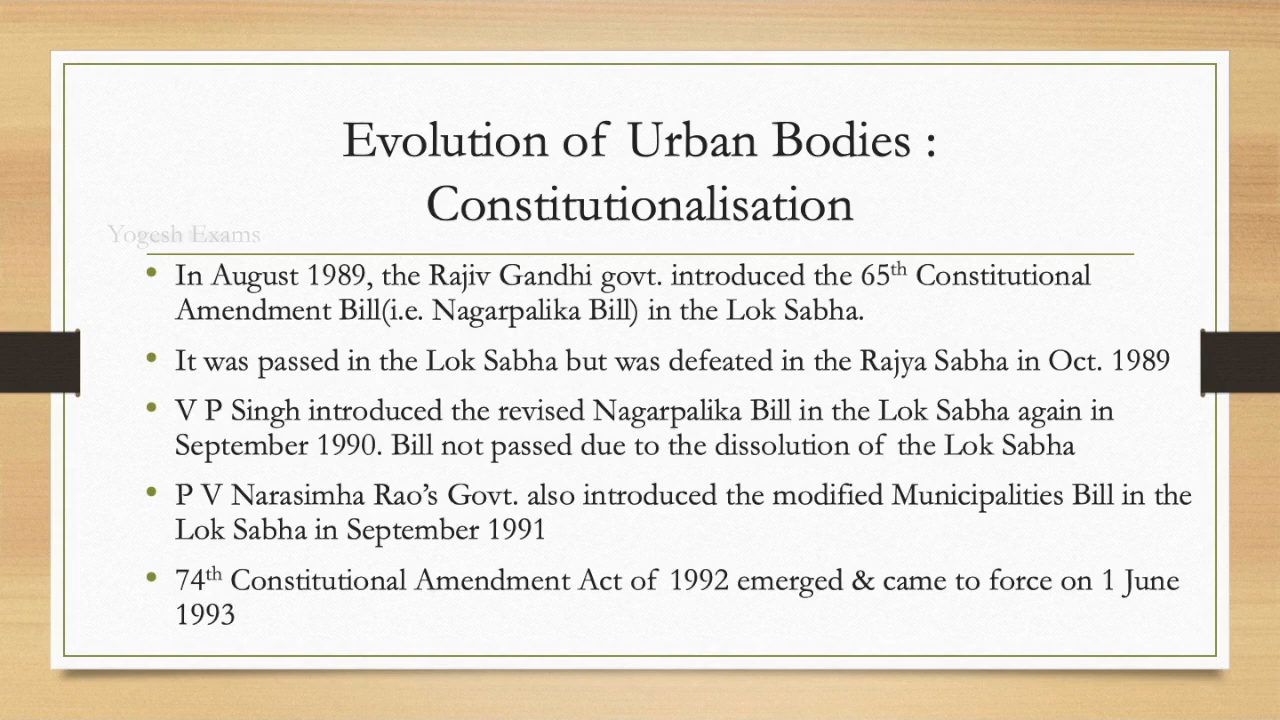 Evolution of Urban Bodies :
Constitutionalisation
Yogesh Exams
• In August 1989, the Rajiv Gandhi govt. introduced the 65th Constitutional
Amendment Bill(i.e. Nagarpalika Bill) in the Lok Sabha.
• It was passed in the Lok Sabha but was defeated in the Rajya Sabha in Oct. 1989
• V P Singh introduced the revised Nagarpalika Bill in the Lok Sabha again in
September 1990. Bill not passed due to the dissolution of the Lok Sabha
• P V Narasimha Rao’s Govt. also introduced the modified Municipalities Bill in the
Lok Sabha in September 1991
• 74th Constitutional Amendment Act of 1992 emerged & came to force on 1 June
1993